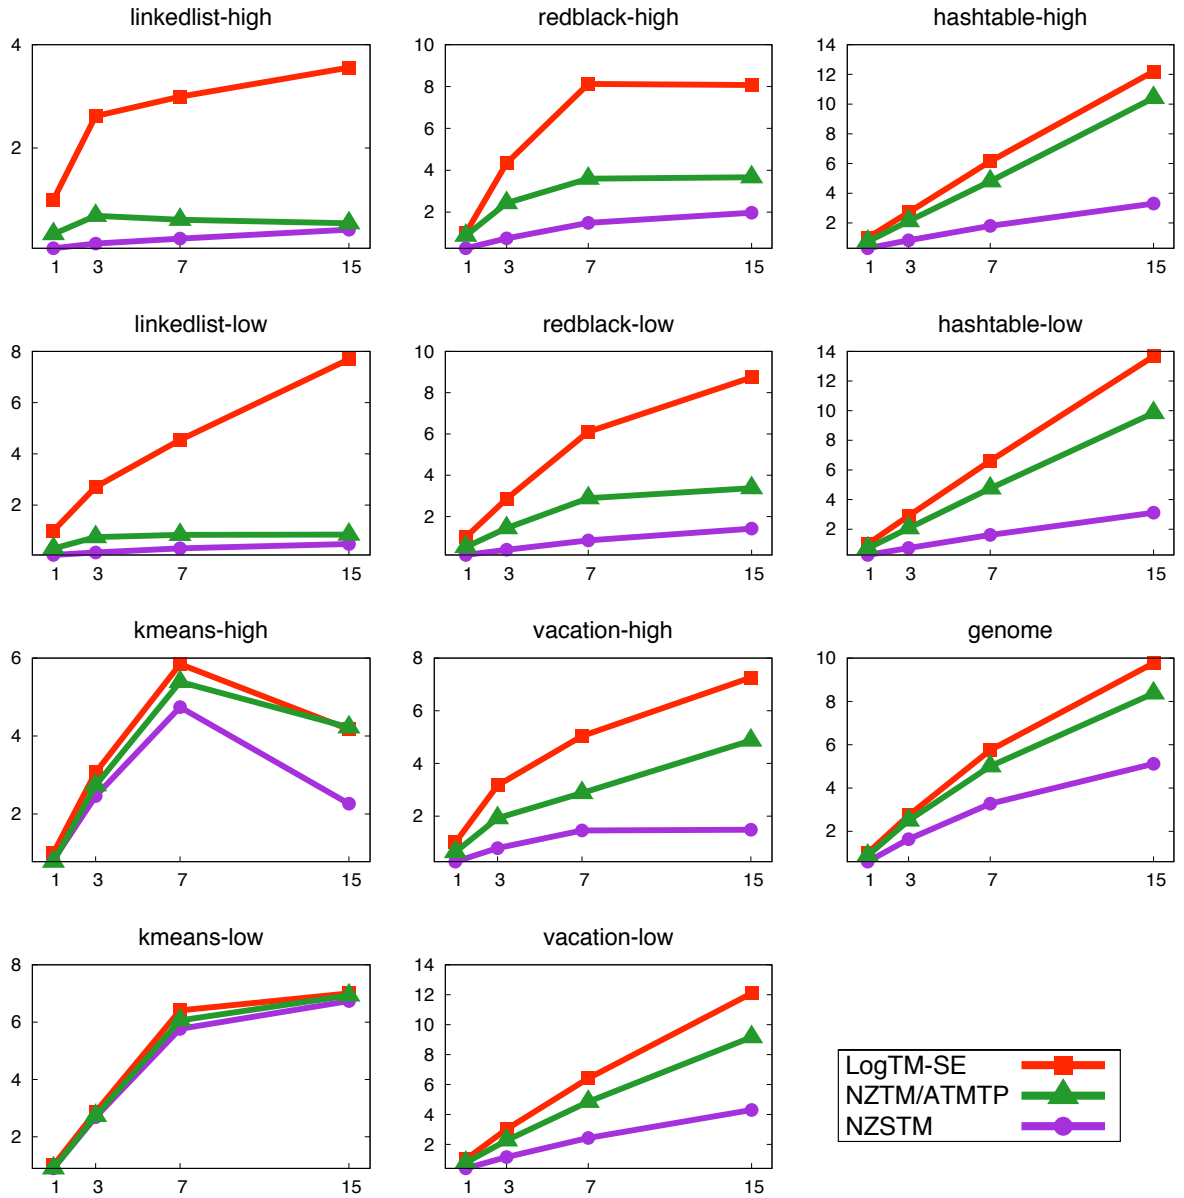 linkedlist-high
4
2
1 3 7 15
redblack-high
10
8
6
4
2
1 3 7 15
hashtable-high
14
12
10
8
6
4
2
1 3 7 15
linkedlist-low
8
6
4
2
1 3 7 15
redblack-low
10
8
6
4
2
1 3 7 15
hashtable-low
14
12
10
8
6
4
2
1 3 7 15
kmeans-high
6
4
2
1 3 7 15
vacation-high
8
6
4
2
1 3 7 15
genome
10
8
6
4
2
1 3 7 15
kmeans-low
8
6
4
2
1 3 7 15
vacation-low
14
12
10
8
6
4
2
1 3 7 15
LogTM-SE
NZTM/ATMTP
NZSTM